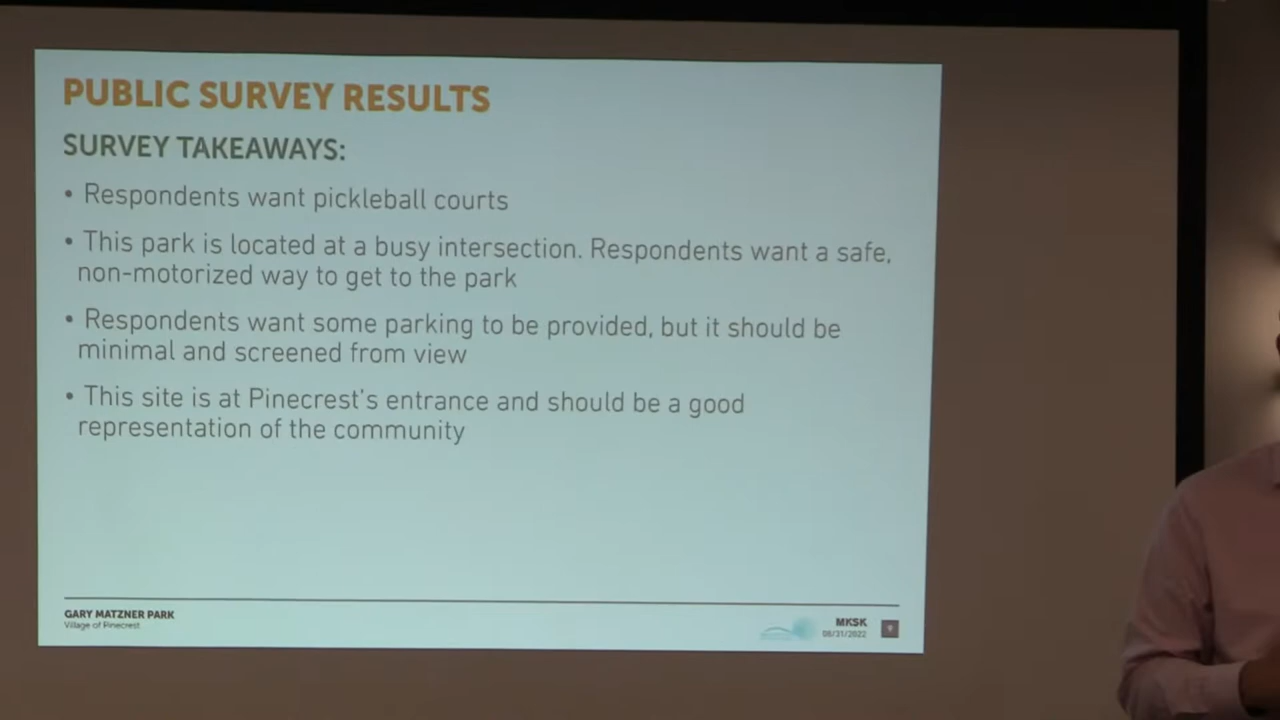 PUBLIC SURVEY RESULTS
SURVEY TAKEAWAYS:
• Respondents want pickleball courts
• This park is located at a busy intersection. Respondents want a safe,
non-motorized way to get to the park
• Respondents want some parking to be provided, but it should be
minimal and screened from view
• This site is at Pinecrest's entrance and should be a good
representation of the community
GARY MATZNER PARK
Village of Pinecrest
MKSK
08/31/2022
9